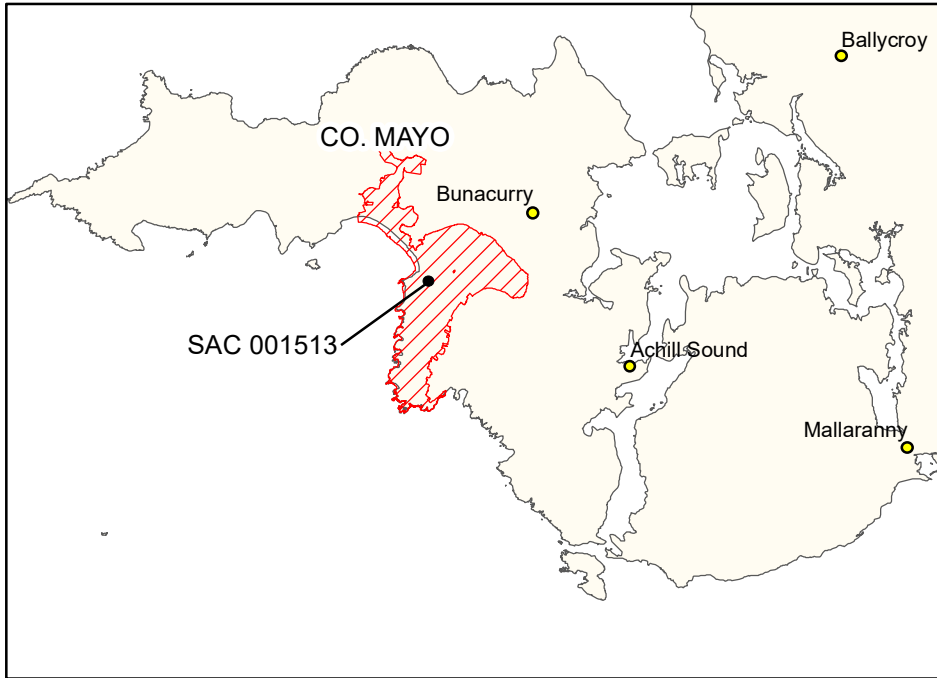 Ballycroy
CO. MAYO
Bunacurry
SAC 001513
Achill Sound
Mallaranny